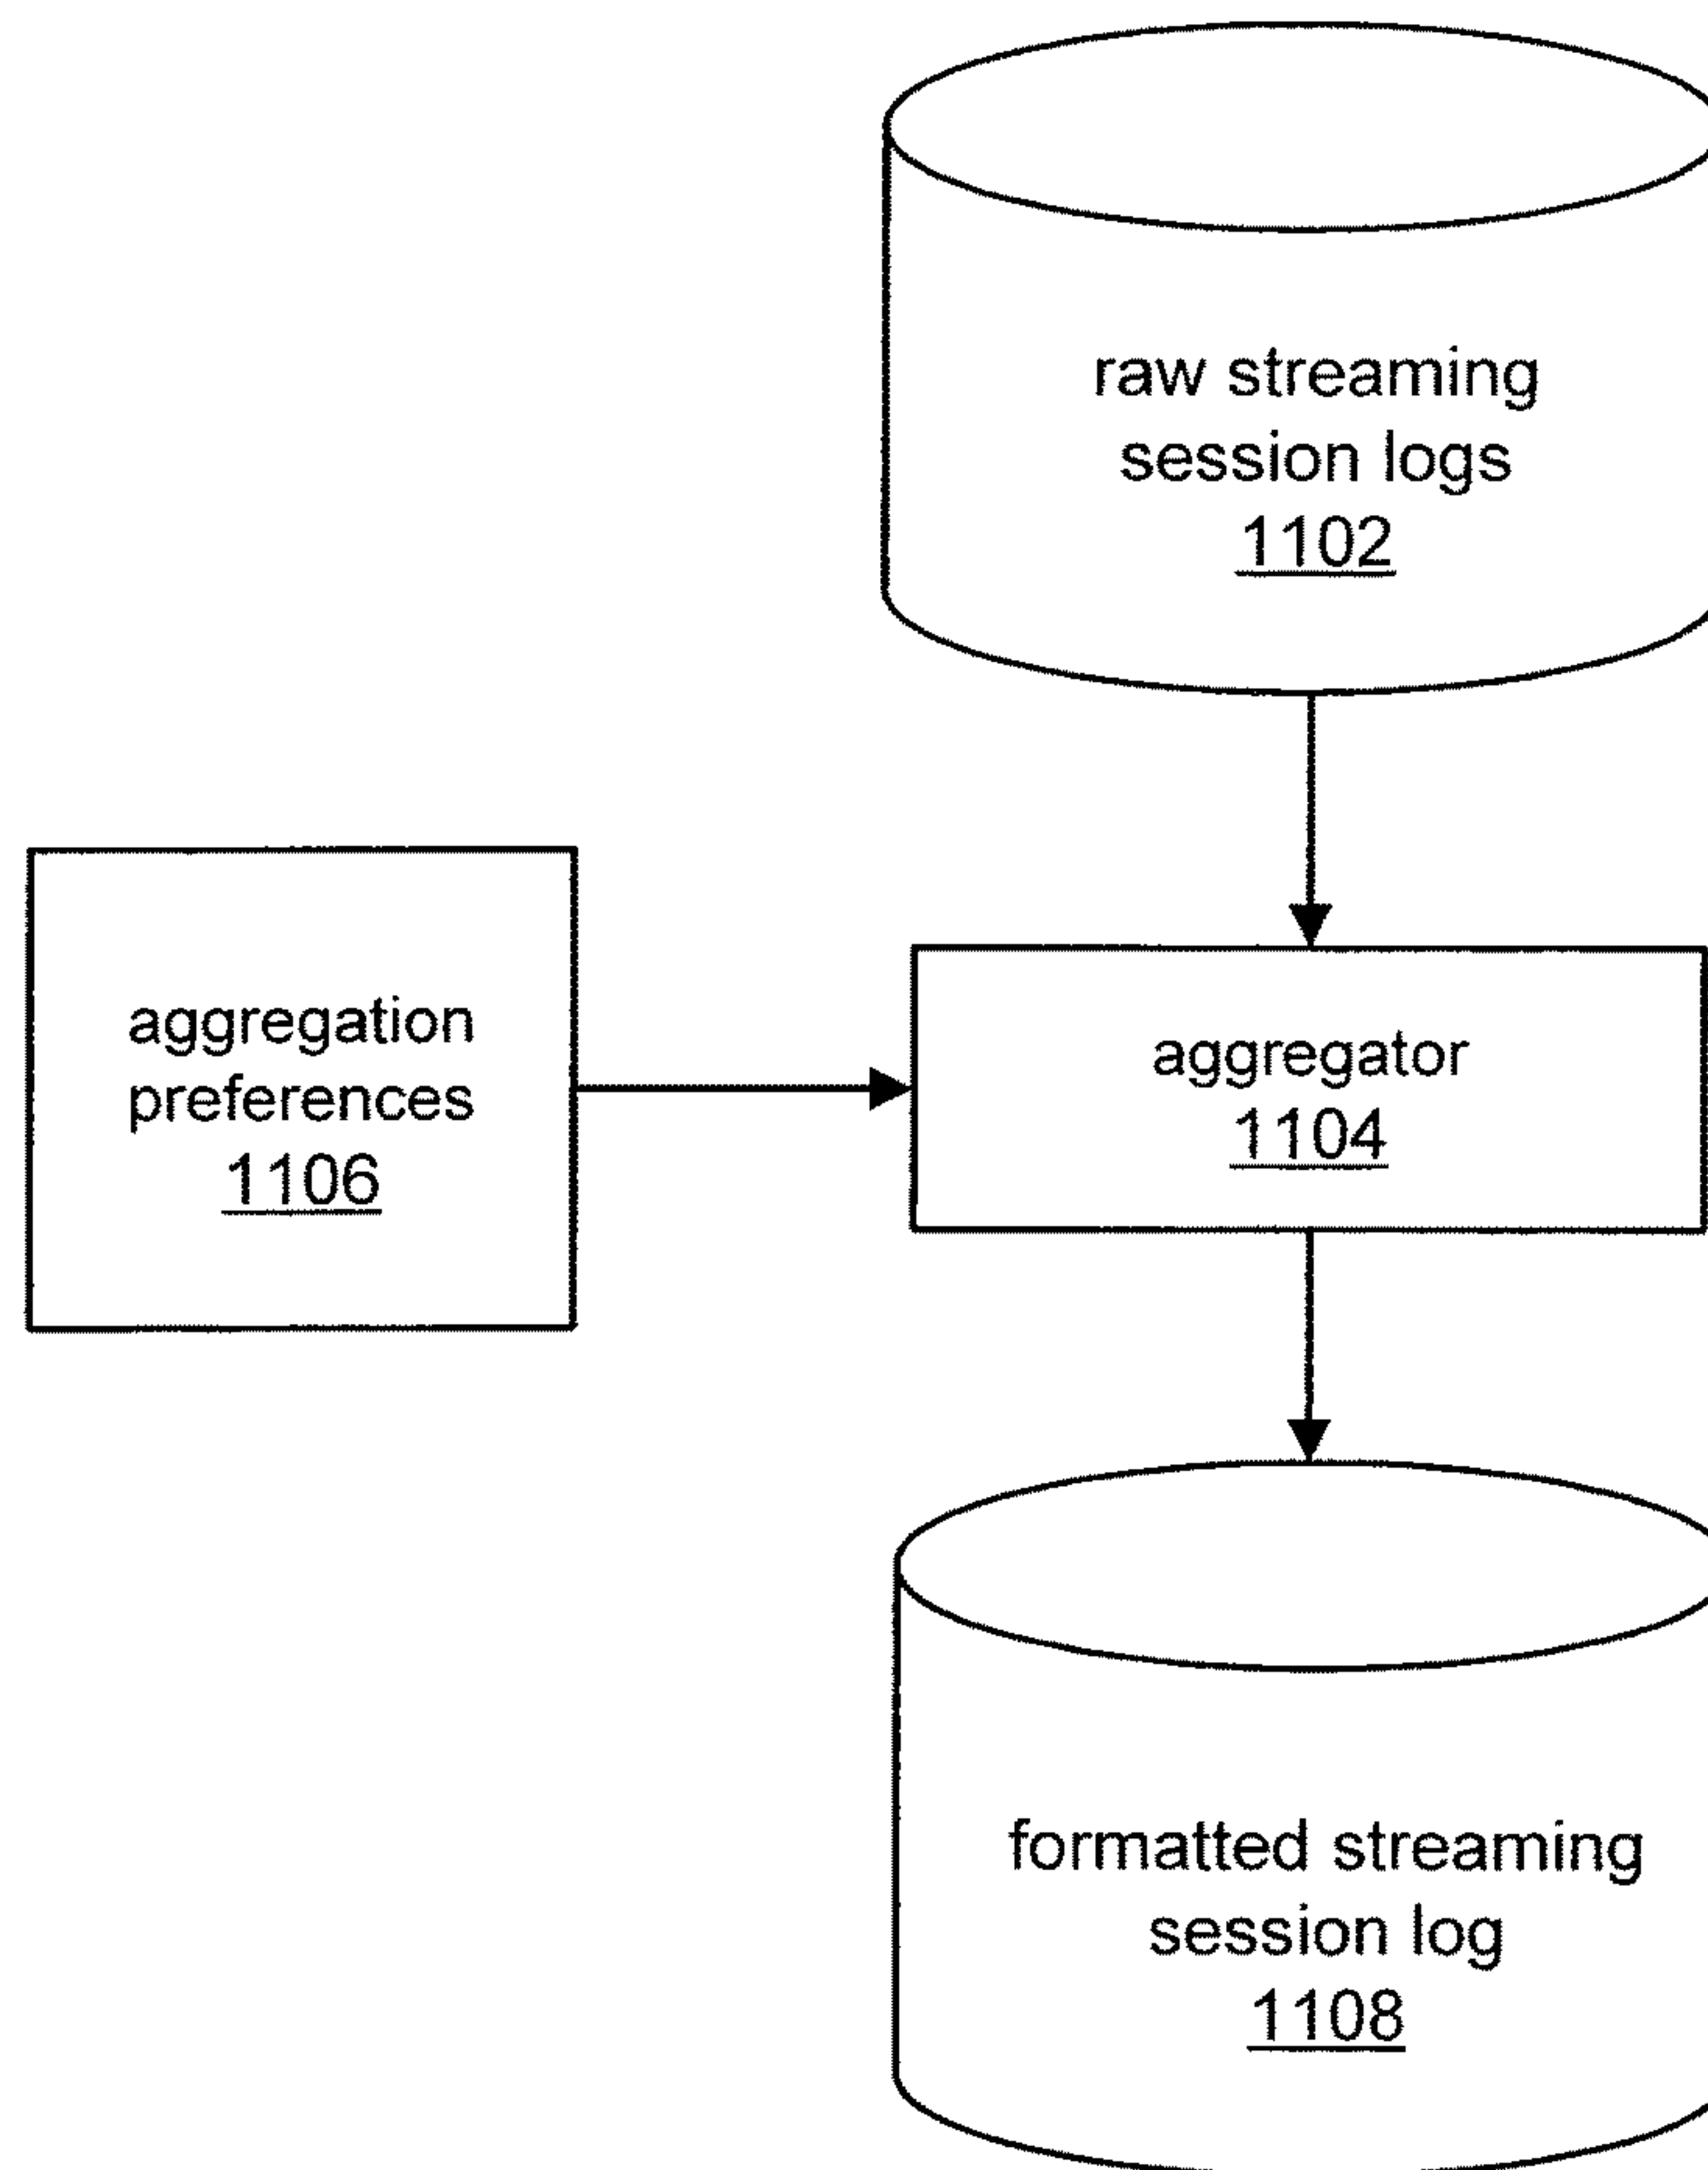 raw streaming
session logs
1102
aggregation
preferences
1106
aggregator
1104
formatted streaming
session log
1108